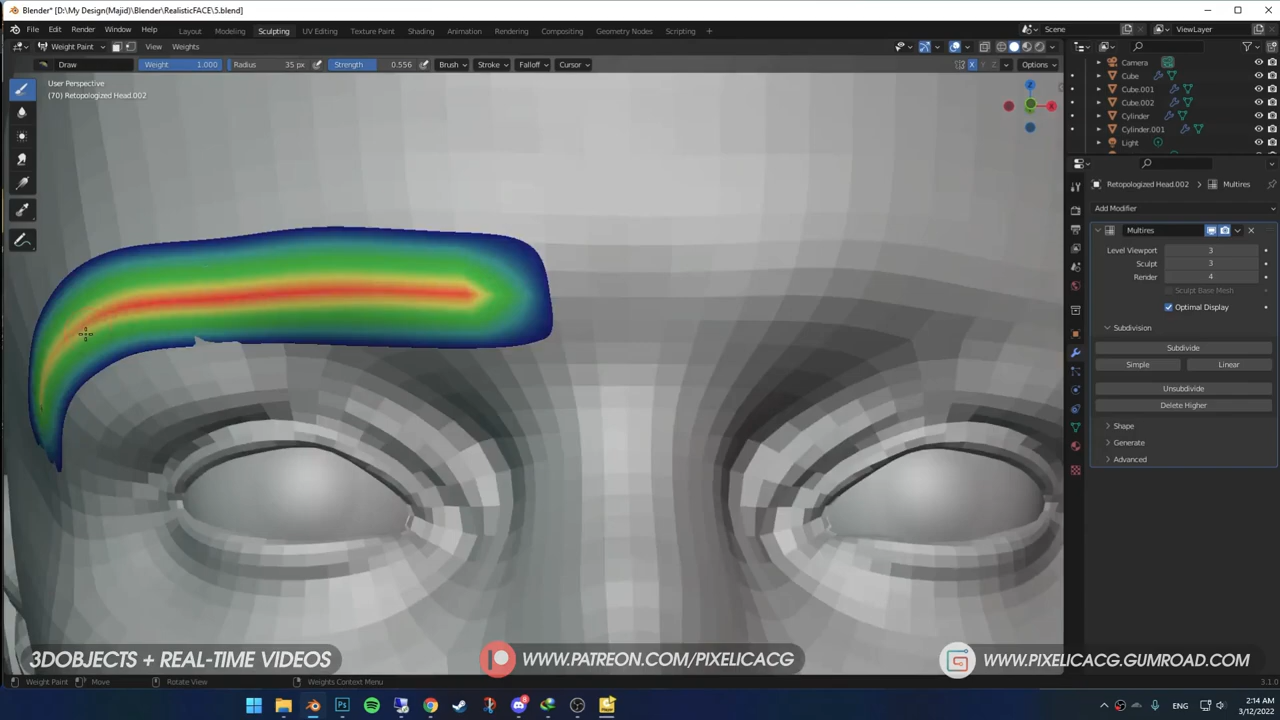 Blender* [D:\My Design(Majid)\Blender\RealisticFACE\5.blend]
File Edit Render Window Help Layout Modeling Sculpting UV Editing Texture Paint Shading Animation Rendering Compositing Geometry Nodes Scripting + Scene ViewLayer
Weight Paint View Weights
Draw Weight 1.000 Radius 35 px Strength 0.556 Brush Stroke Falloff Cursor X Y Z Options
User Perspective
(70) Retopologized Head.002
Z
X
Camera
Cube
Cube.001
Cube.002
Cylinder
Cylinder.001
Light
Retopologized Head.002 > Multires
Add Modifier
Multires
Level Viewport 3
Sculpt 3
Render 4
Sculpt Base Mesh
Optimal Display
Subdivision
Subdivide
Simple Linear
Unsubdivide
Delete Higher
Shape
Generate
Advanced
3DOBJECTS + REAL-TIME VIDEOS
WWW.PATREON.COM/PIXELICACG
WWW.PIXELICACG.GUMROAD.COM
Weight Paint Move Rotate View Weights Context Menu 3.1.0
ENG 2:14 AM
3/12/2022